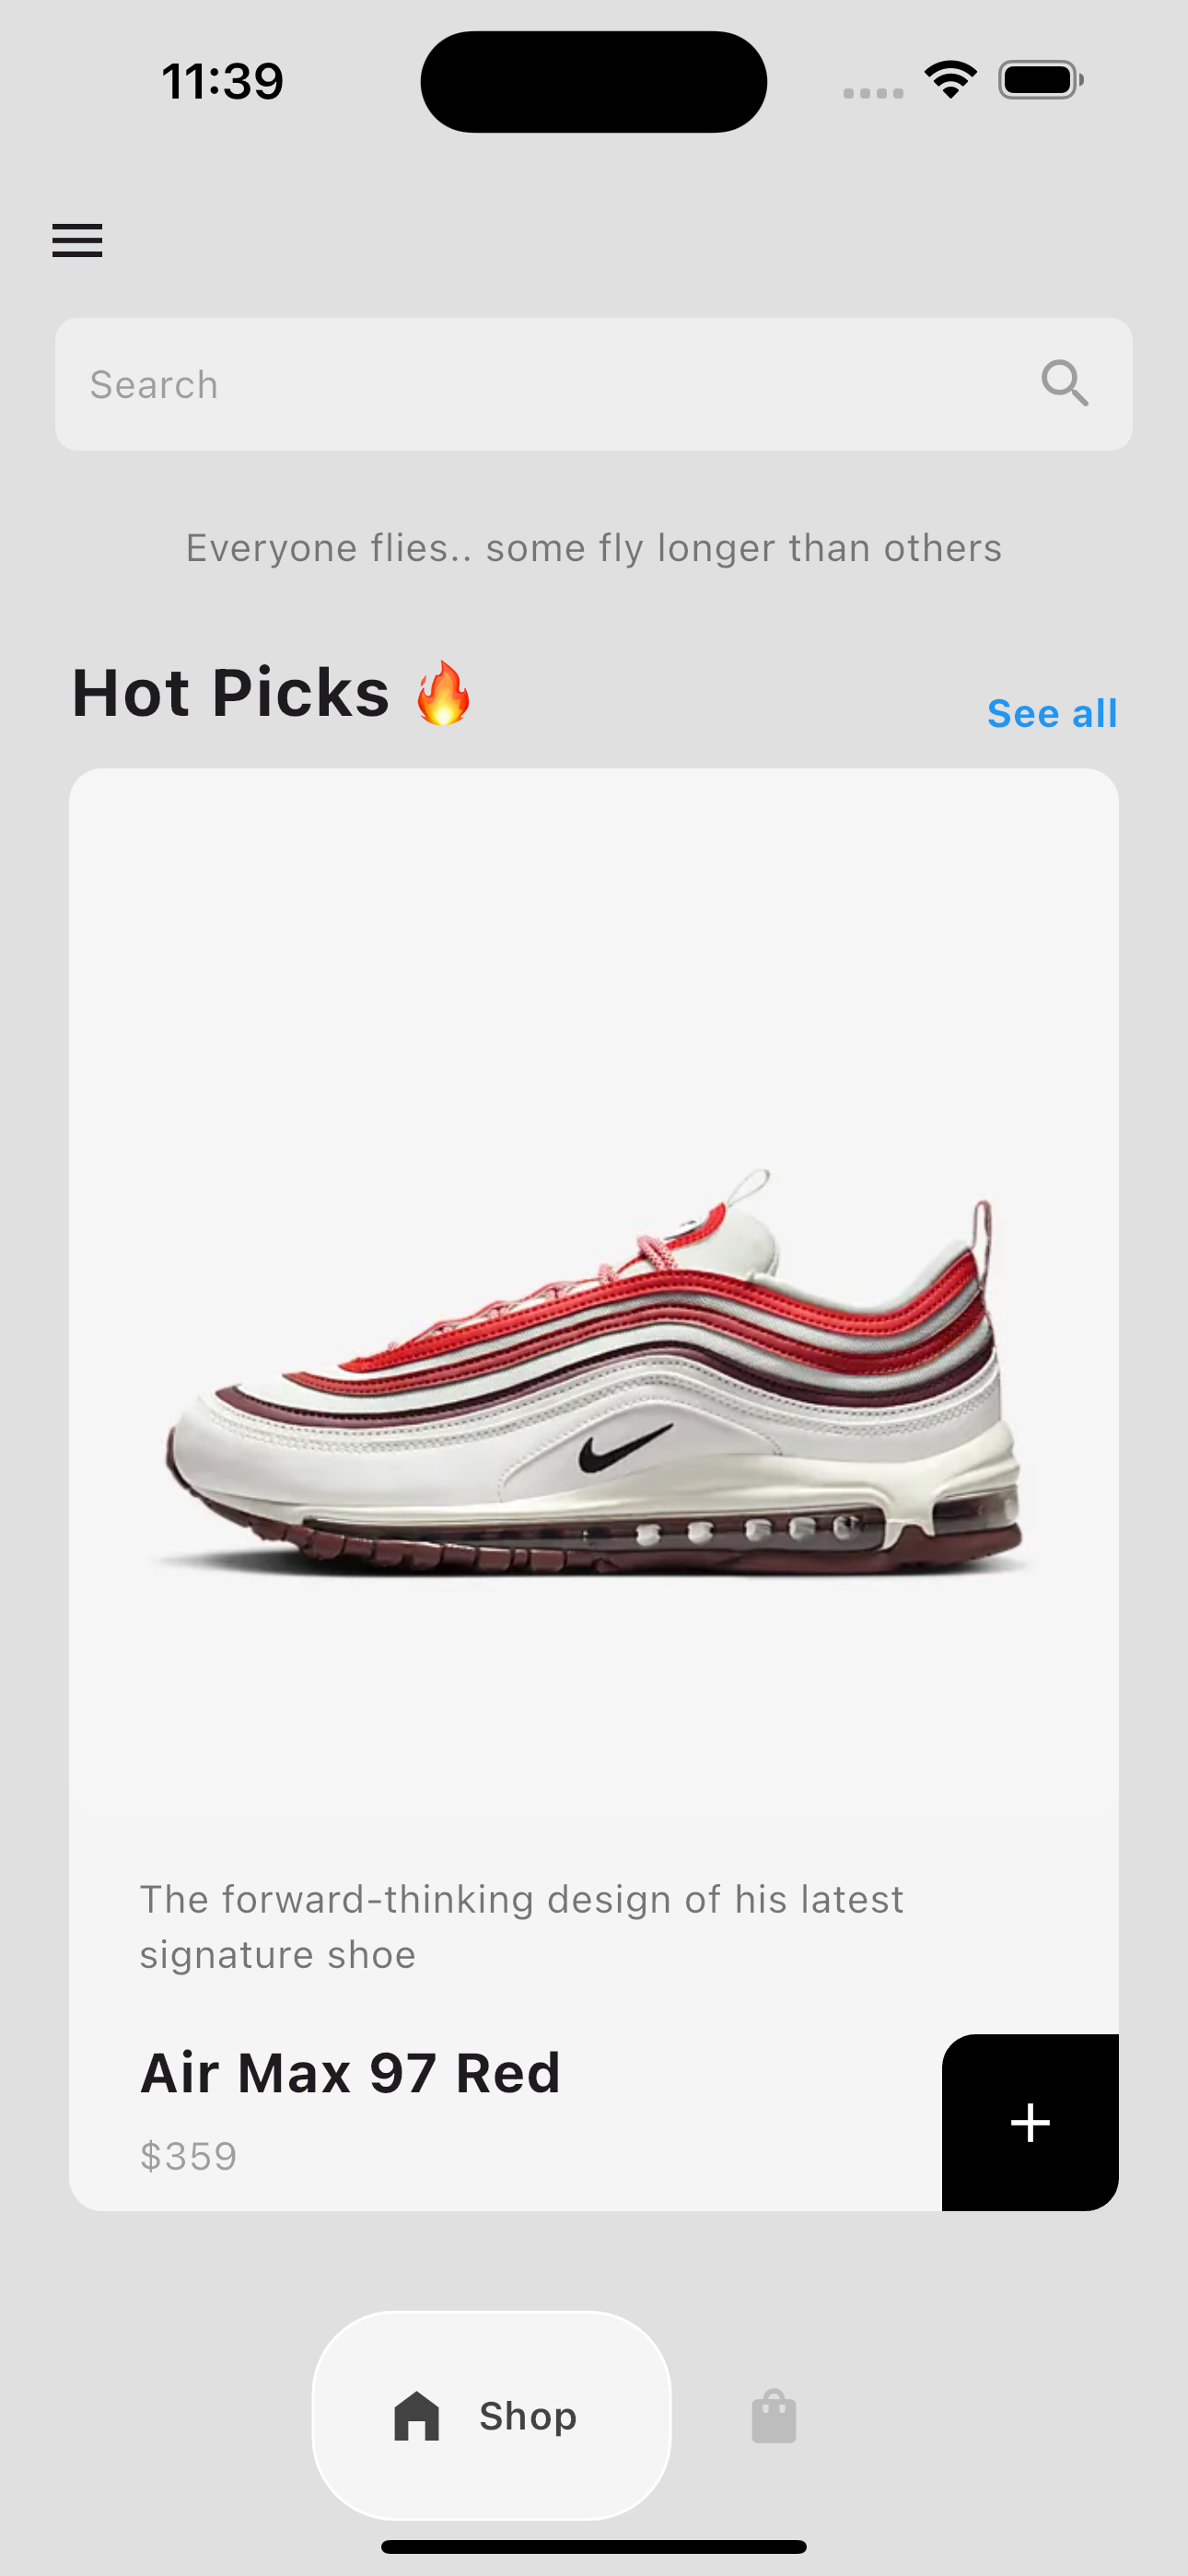 11:39
Search
Everyone flies.. some fly longer than others
Hot Picks 🔥
See all
The forward-thinking design of his latest
signature shoe
Air Max 97 Red
$359
+
Shop